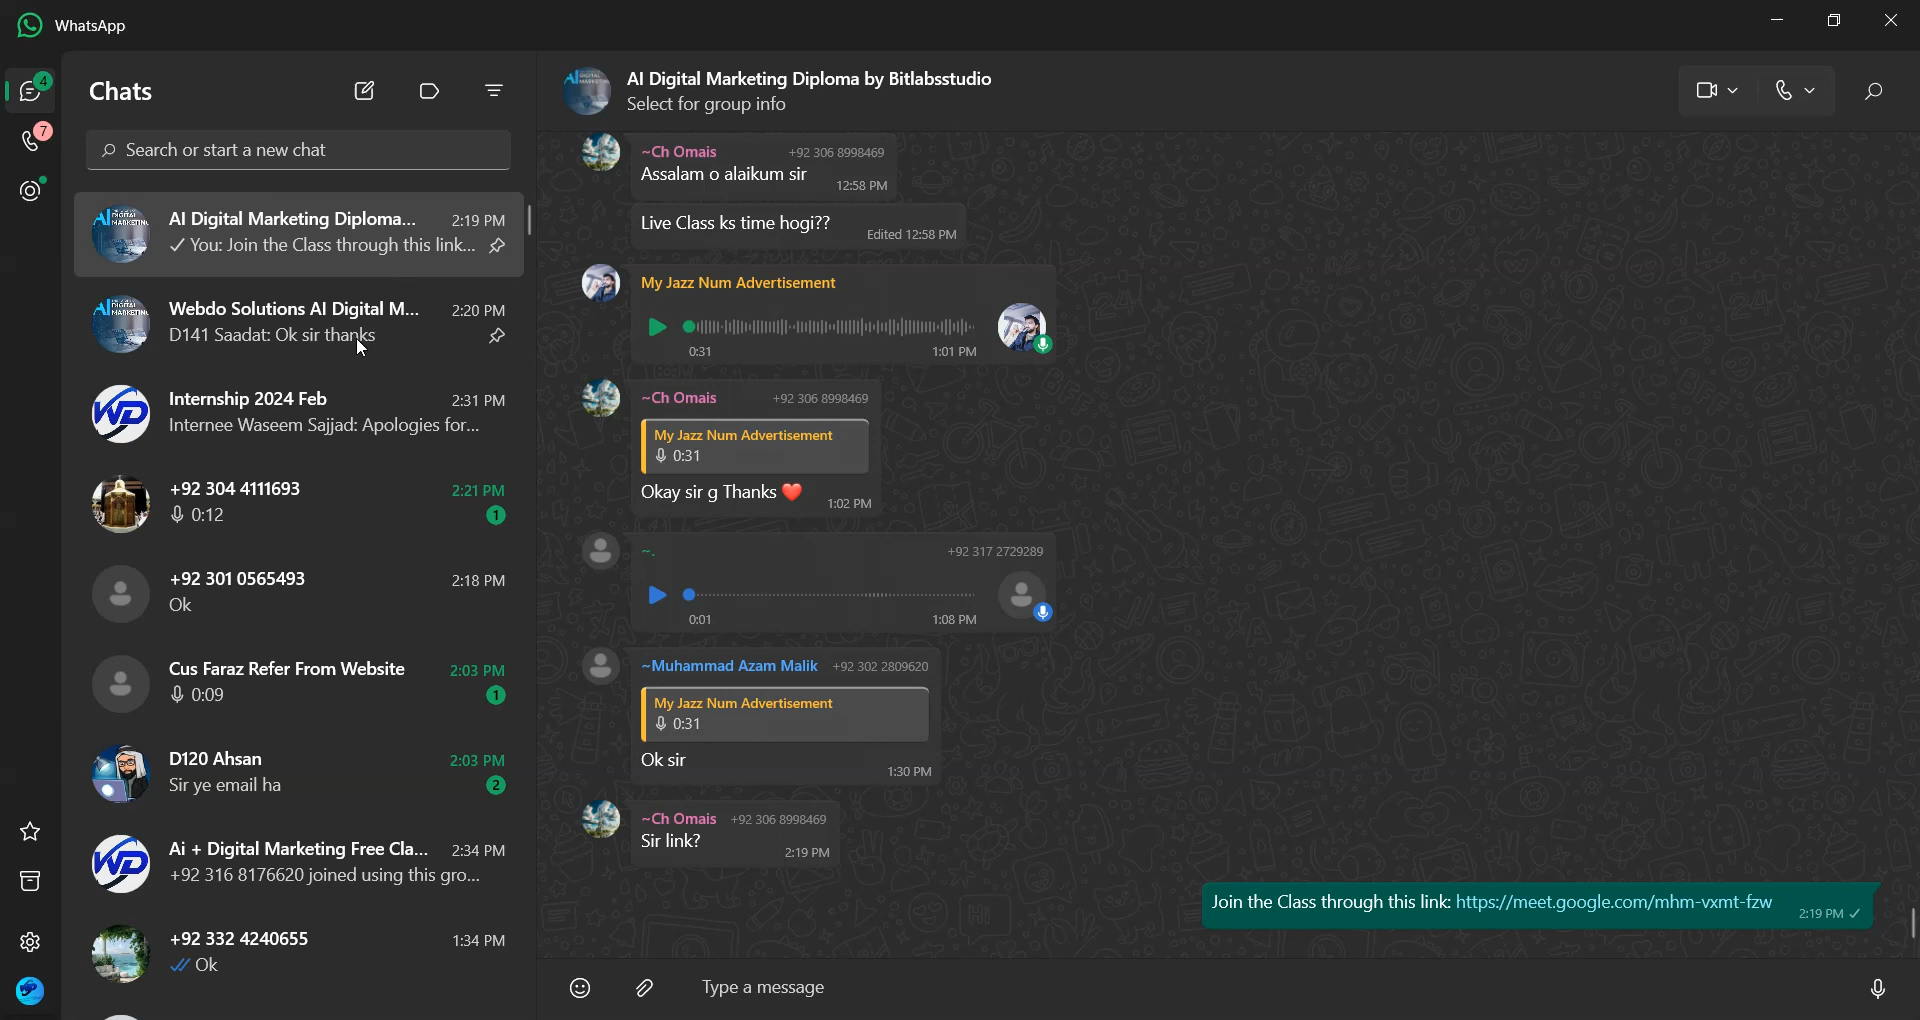 WhatsApp
4
7
Chats
Search or start a new chat
AI Digital Marketing Diploma... 2:19 PM
You: Join the Class through this link...
Webdo Solutions AI Digital M... 2:20 PM
D141 Saadat: Ok sir thanks
Internship 2024 Feb 2:31 PM
Internee Waseem Sajjad: Apologies for...
+92 304 4111693 2:21 PM
0:12 1
+92 301 0565493 2:18 PM
Ok
Cus Faraz Refer From Website 2:03 PM
0:09 1
D120 Ahsan 2:03 PM
Sir ye email ha 2
Ai + Digital Marketing Free Cla... 2:34 PM
+92 316 8176620 joined using this gro...
+92 332 4240655 1:34 PM
Ok
AI Digital Marketing Diploma by Bitlabsstudio
Select for group info
~Ch Omais +92 306 8998469
Assalam o alaikum sir 12:58 PM
Live Class ks time hogi?? Edited 12:58 PM
My Jazz Num Advertisement
0:31 1:01 PM
~Ch Omais +92 306 8998469
My Jazz Num Advertisement
0:31
Okay sir g Thanks ❤️ 1:02 PM
~. +92 317 2729289
0:01 1:08 PM
~Muhammad Azam Malik +92 302 2809620
My Jazz Num Advertisement
0:31
Ok sir
1:30 PM
~Ch Omais +92 306 8998469
Sir link?
2:19 PM
Join the Class through this link: https://meet.google.com/mhm-vxmt-fzw 2:19 PM
Type a message